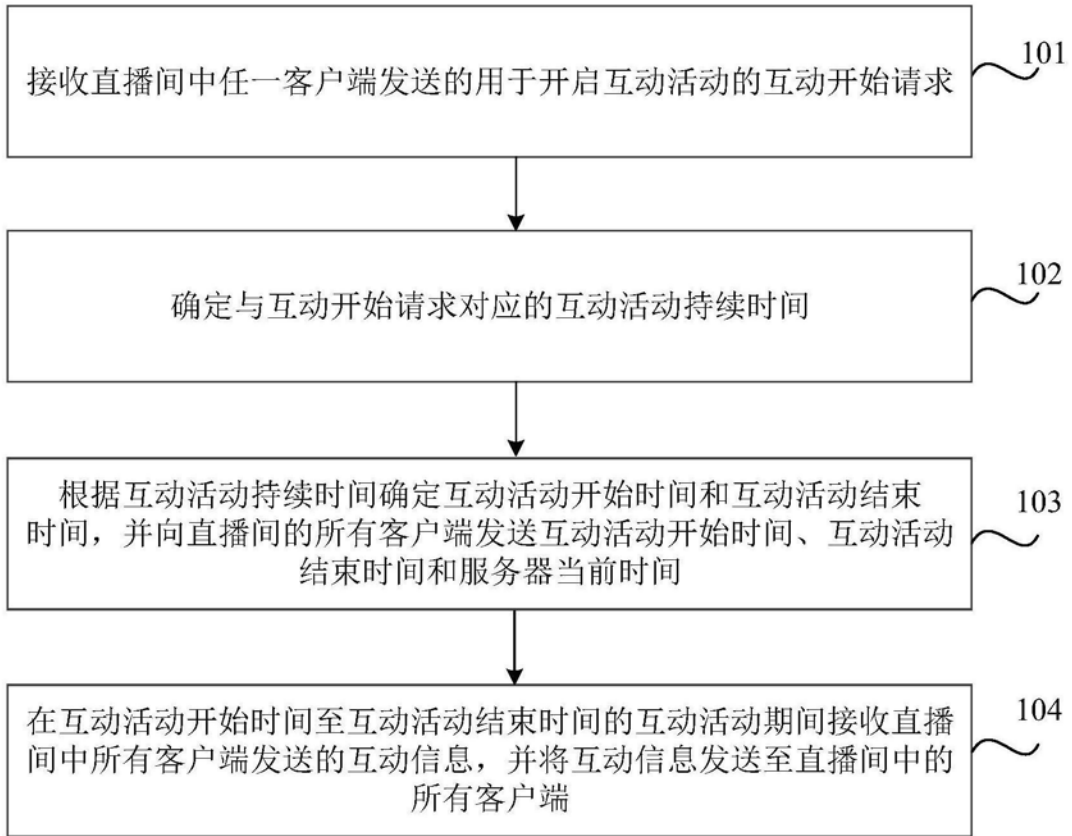 接收直播间中任一客户端发送的用于开启互动活动的互动开始请求
101
确定与互动开始请求对应的互动活动持续时间
102
根据互动活动持续时间确定互动活动开始时间和互动活动结束
时间，并向直播间的所有客户端发送互动活动开始时间、互动活动
结束时间和服务器当前时间
103
在互动活动开始时间至互动活动结束时间的互动活动期间接收直播
间中所有客户端发送的互动信息，并将互动信息发送至直播间中的
所有客户端
104